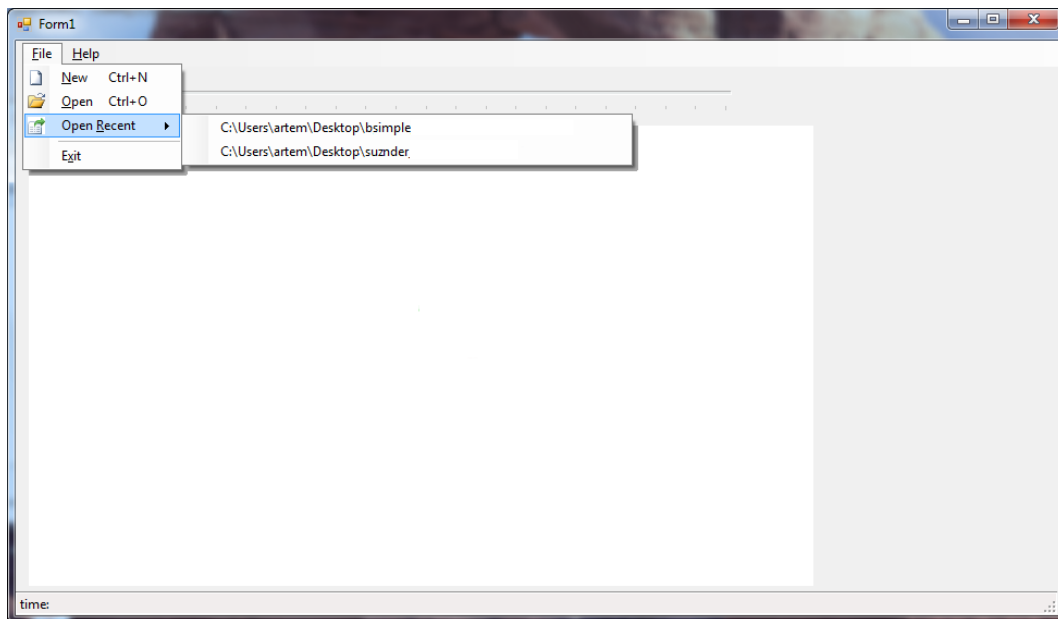 Form1
File Help
New Ctrl+N
Open Ctrl+O
Open Recent
C:\Users\artem\Desktop\bsimple
C:\Users\artem\Desktop\suznder
Exit
time: